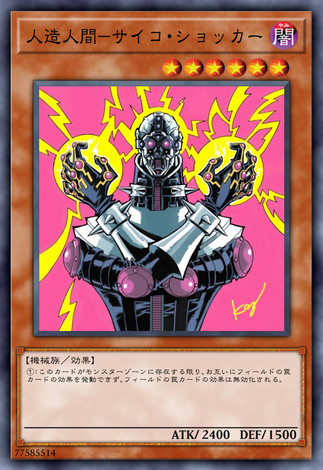 人造人間-サイコ・ショッカー
闇
やみ
【機械族／効果】
①：このカードがモンスターゾーンに存在する限り、お互いにフィールドの罠
カードの効果を発動できず、フィールドの罠カードの効果は無効化される。
ATK/ 2400 DEF/1500
77585514